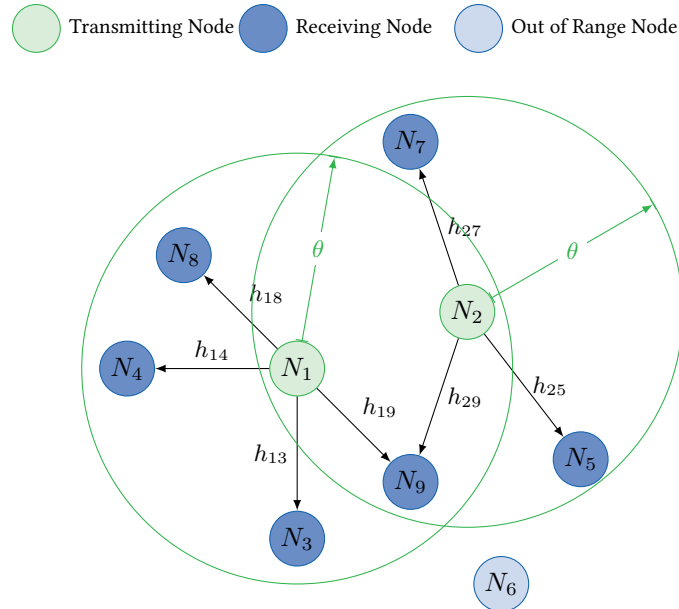 Transmitting Node Receiving Node Out of Range Node
N₇
h₂₇
N₈
θ
θ
h₁₈
N₂
h₁₄
N₄
N₁
h₂₅
h₁₉
h₂₉
h₁₃
N₅
N₉
N₃
N₆